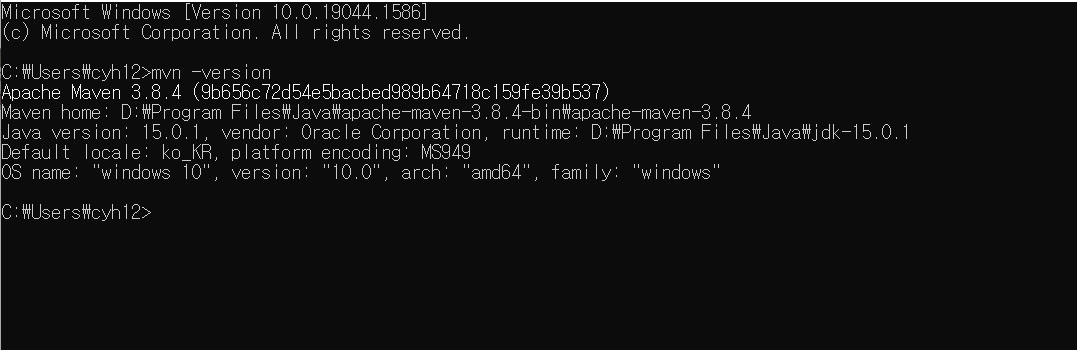 Microsoft Windows [Version 10.0.19044.1586]
(c) Microsoft Corporation. All rights reserved.
C:₩Users₩cyh12>mvn -version
Apache Maven 3.8.4 (9b656c72d54e5bacbed989b64718c159fe39b537)
Maven home: D:₩Program Files₩Java₩apache-maven-3.8.4-bin₩apache-maven-3.8.4
Java version: 15.0.1, vendor: Oracle Corporation, runtime: D:₩Program Files₩Java₩jdk-15.0.1
Default locale: ko_KR, platform encoding: MS949
OS name: "windows 10", version: "10.0", arch: "amd64", family: "windows"
C:₩Users₩cyh12>